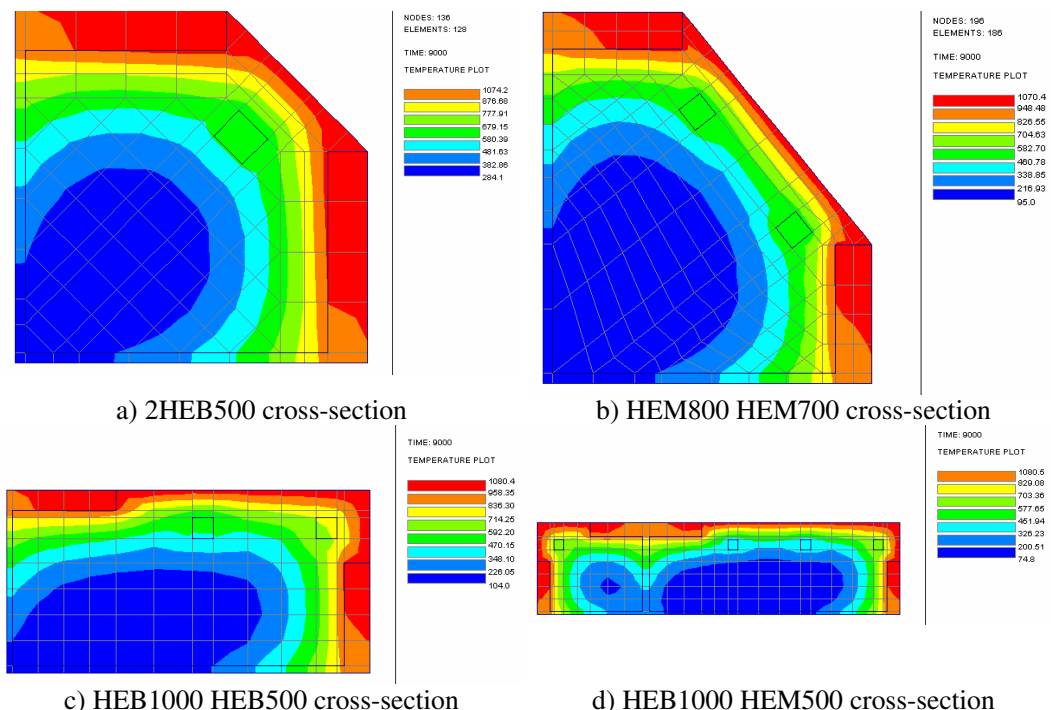 NODES: 136
ELEMENTS: 128
TIME: 9000
TEMPERATURE PLOT
1074.2
876.68
777.91
679.15
580.39
481.63
382.86
284.1
a) 2HEB500 cross-section
NODES: 196
ELEMENTS: 186
TIME: 9000
TEMPERATURE PLOT
1070.4
948.48
826.55
704.63
582.70
460.78
338.85
216.93
95.0
b) HEM800 HEM700 cross-section
TIME: 9000
TEMPERATURE PLOT
1080.4
958.35
836.30
714.25
592.20
470.15
348.10
226.05
104.0
c) HEB1000 HEB500 cross-section
TIME: 9000
TEMPERATURE PLOT
1080.5
829.08
703.36
577.65
451.94
326.23
200.51
74.8
d) HEB1000 HEM500 cross-section